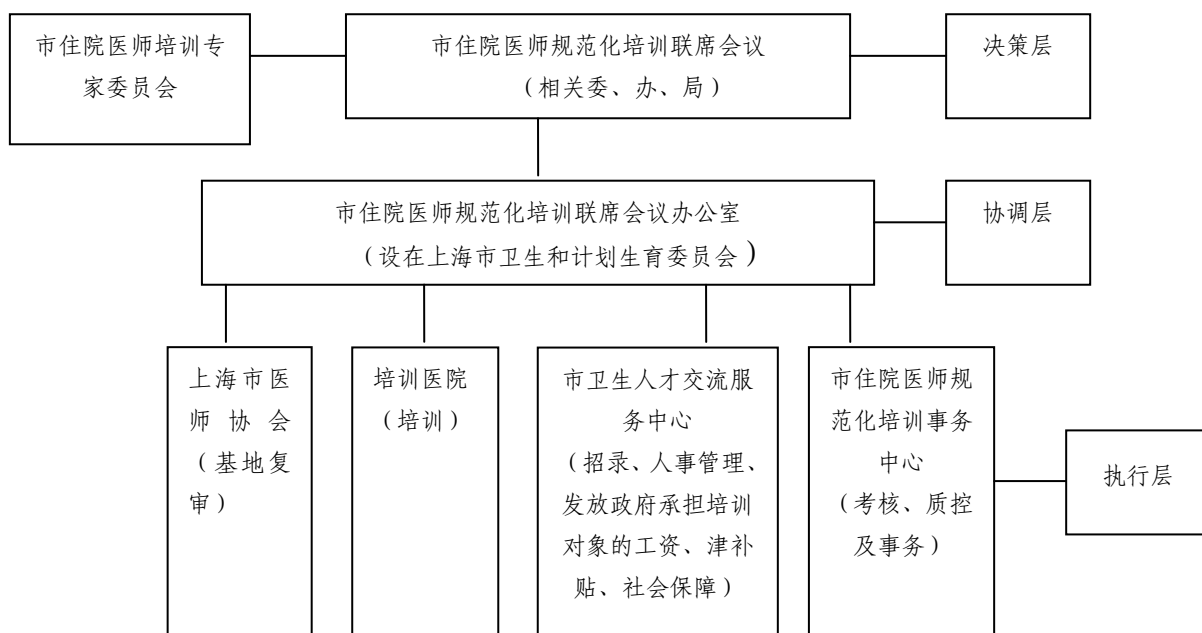 市住院医师培训专
家委员会
市住院医师规范化培训联席会议
（相关委、办、局）
决策层
市住院医师规范化培训联席会议办公室
（设在上海市卫生和计划生育委员会）
协调层
上海市医
师协会
（基地复
审）
培训医院
（培训）
市卫生人才交流服
务中心
（招录、人事管理、
发放政府承担培训
对象的工资、津补
贴、社会保障）
市住院医师规
范化培训事务
中心
（考核、质控
及事务）
执行层